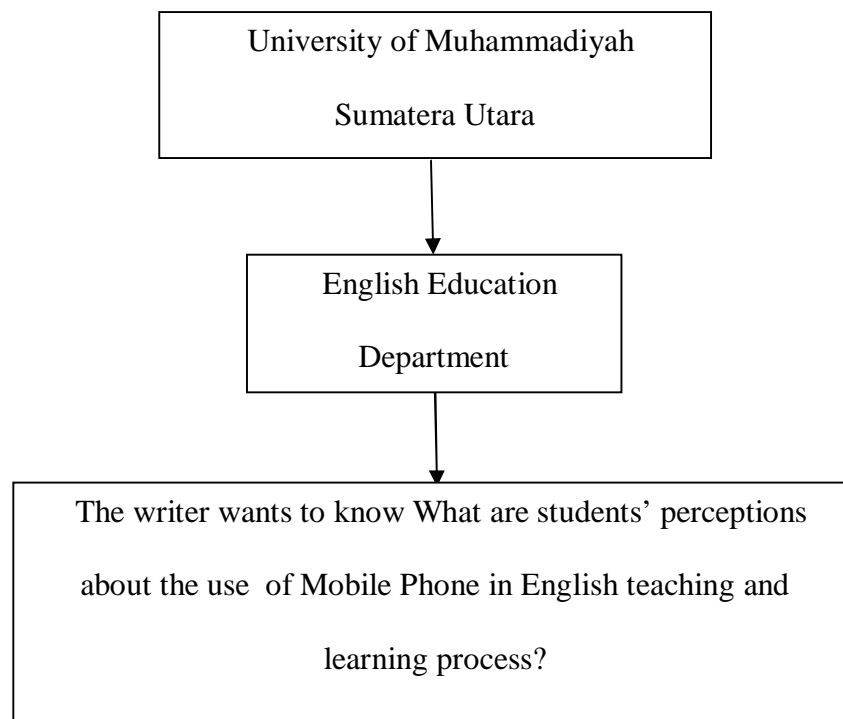 University of Muhammadiyah
Sumatera Utara
English Education
Department
The writer wants to know What are students’ perceptions
about the use  of Mobile Phone in English teaching and
learning process?